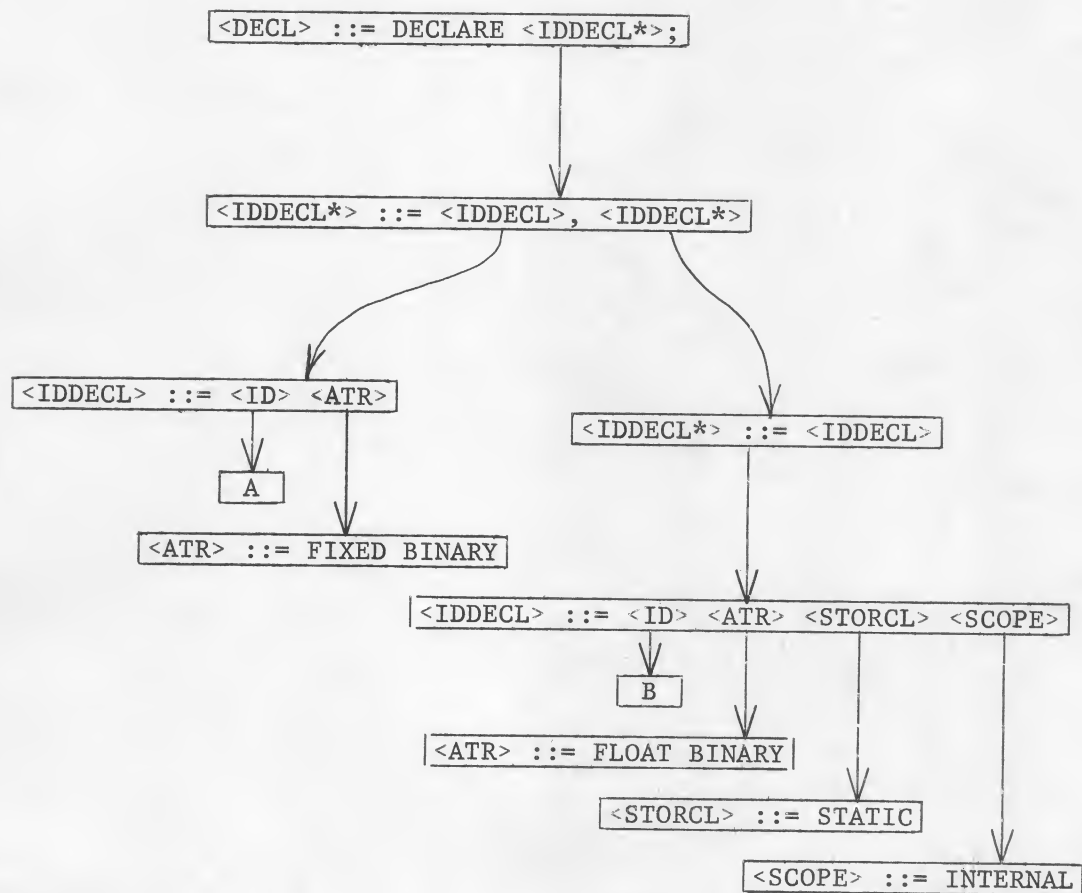 <DECL> ::= DECLARE <IDDECL*>;
<IDDECL*> ::= <IDDECL>, <IDDECL*>
<IDDECL> ::= <ID> <ATR>
<IDDECL*> ::= <IDDECL>
A
<ATR> ::= FIXED BINARY
<IDDECL> ::= <ID> <ATR> <STORCL> <SCOPE>
B
<ATR> ::= FLOAT BINARY
<STORCL> ::= STATIC
<SCOPE> ::= INTERNAL